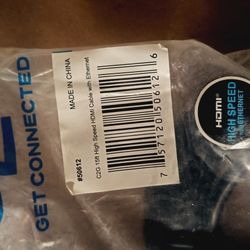 GET CONNECTED
#50612
C2G 15ft High Speed HDMI Cable with Ethernet
7 57120 50612 6
MADE IN CHINA
HDMI
HIGH SPEED
ETHERNET